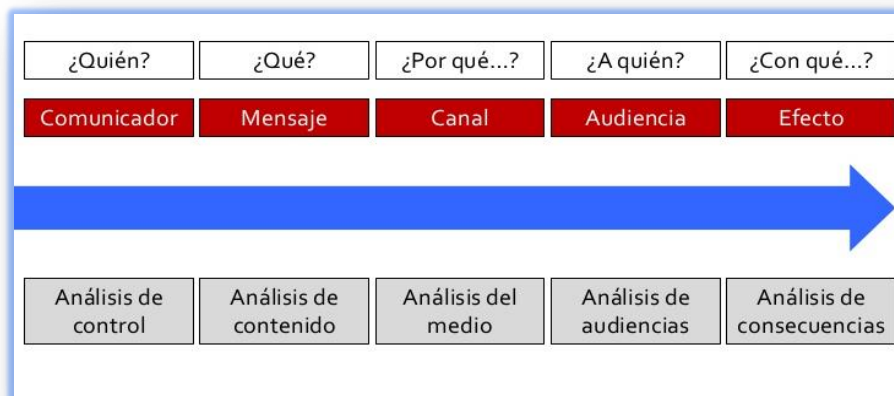 ¿Quién? ¿Qué? ¿Por qué...? ¿A quién? ¿Con qué...?
Comunicador Mensaje Canal Audiencia Efecto
Análisis de control Análisis de contenido Análisis del medio Análisis de audiencias Análisis de consecuencias